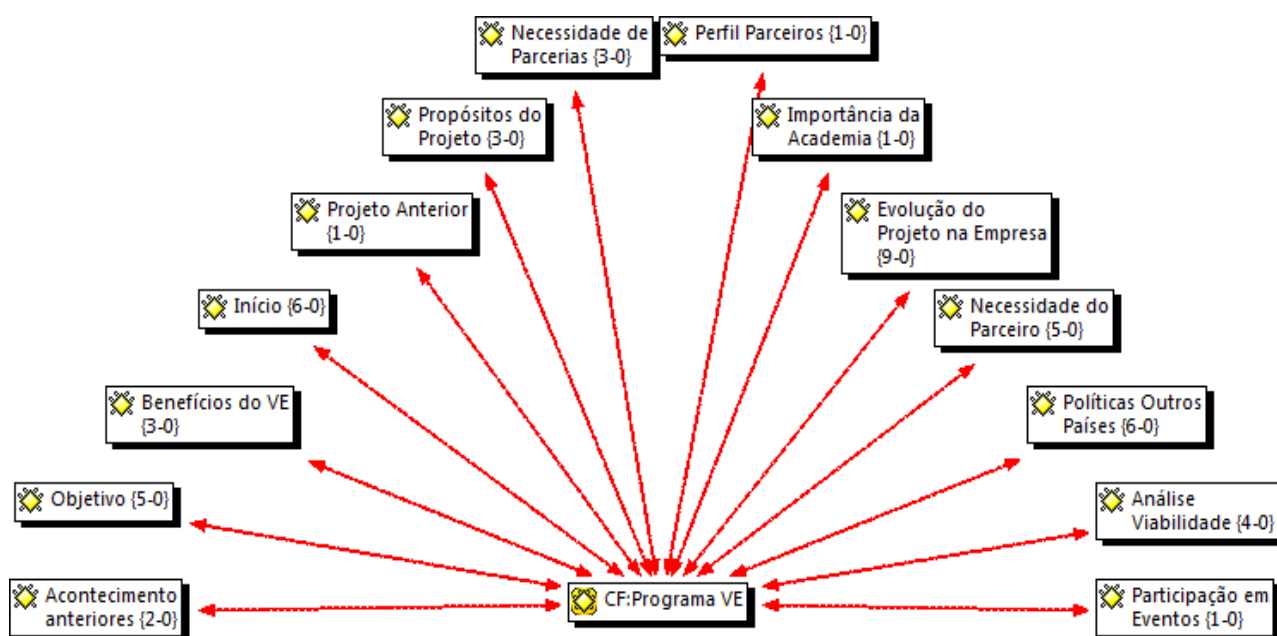 Necessidade de
Parcerias {3-0}
Perfil Parceiros {1-0}
Propósitos do
Projeto {3-0}
Importância da
Academia {1-0}
Projeto Anterior
{1-0}
Evolução do
Projeto na Empresa
{9-0}
Início {6-0}
Necessidade do
Parceiro {5-0}
Benefícios do VE
{3-0}
Políticas Outros
Países {6-0}
Objetivo {5-0}
Análise
Viabilidade {4-0}
Acontecimento
anteriores {2-0}
CF:Programa VE
Participação em
Eventos {1-0}